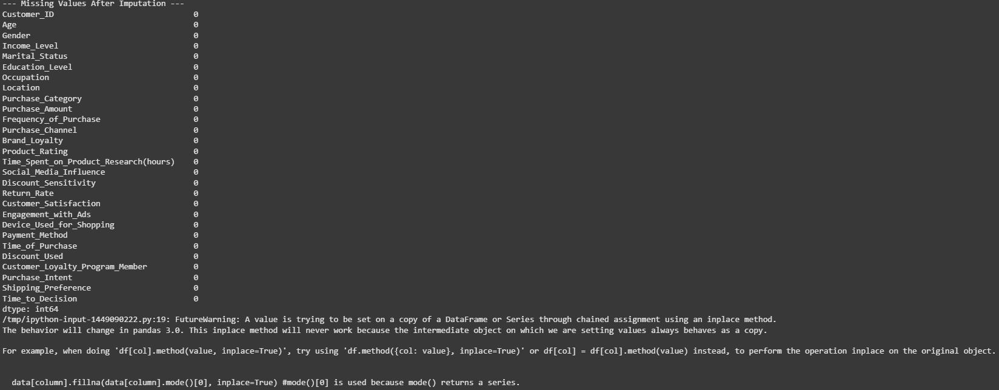 --- Missing Values After Imputation ---
Customer_ID 0
Age 0
Gender 0
Income_Level 0
Marital_Status 0
Education_Level 0
Occupation 0
Location 0
Purchase_Category 0
Purchase_Amount 0
Frequency_of_Purchase 0
Purchase_Channel 0
Brand_Loyalty 0
Product_Rating 0
Time_Spent_on_Product_Research(hours) 0
Social_Media_Influence 0
Discount_Sensitivity 0
Return_Rate 0
Customer_Satisfaction 0
Engagement_with_Ads 0
Device_Used_for_Shopping 0
Payment_Method 0
Time_of_Purchase 0
Discount_Used 0
Customer_Loyalty_Program_Member 0
Purchase_Intent 0
Shipping_Preference 0
Time_to_Decision 0
dtype: int64
/tmp/ipython-input-1449090222.py:19: FutureWarning: A value is trying to be set on a copy of a DataFrame or Series through chained assignment using an inplace method.
The behavior will change in pandas 3.0. This inplace method will never work because the intermediate object on which we are setting values always behaves as a copy.
For example, when doing 'df[col].method(value, inplace=True)', try using 'df.method({col: value}, inplace=True)' or df[col] = df[col].method(value) instead, to perform the operation inplace on the original object.
data[column].fillna(data[column].mode()[0], inplace=True) #mode()[0] is used because mode() returns a series.